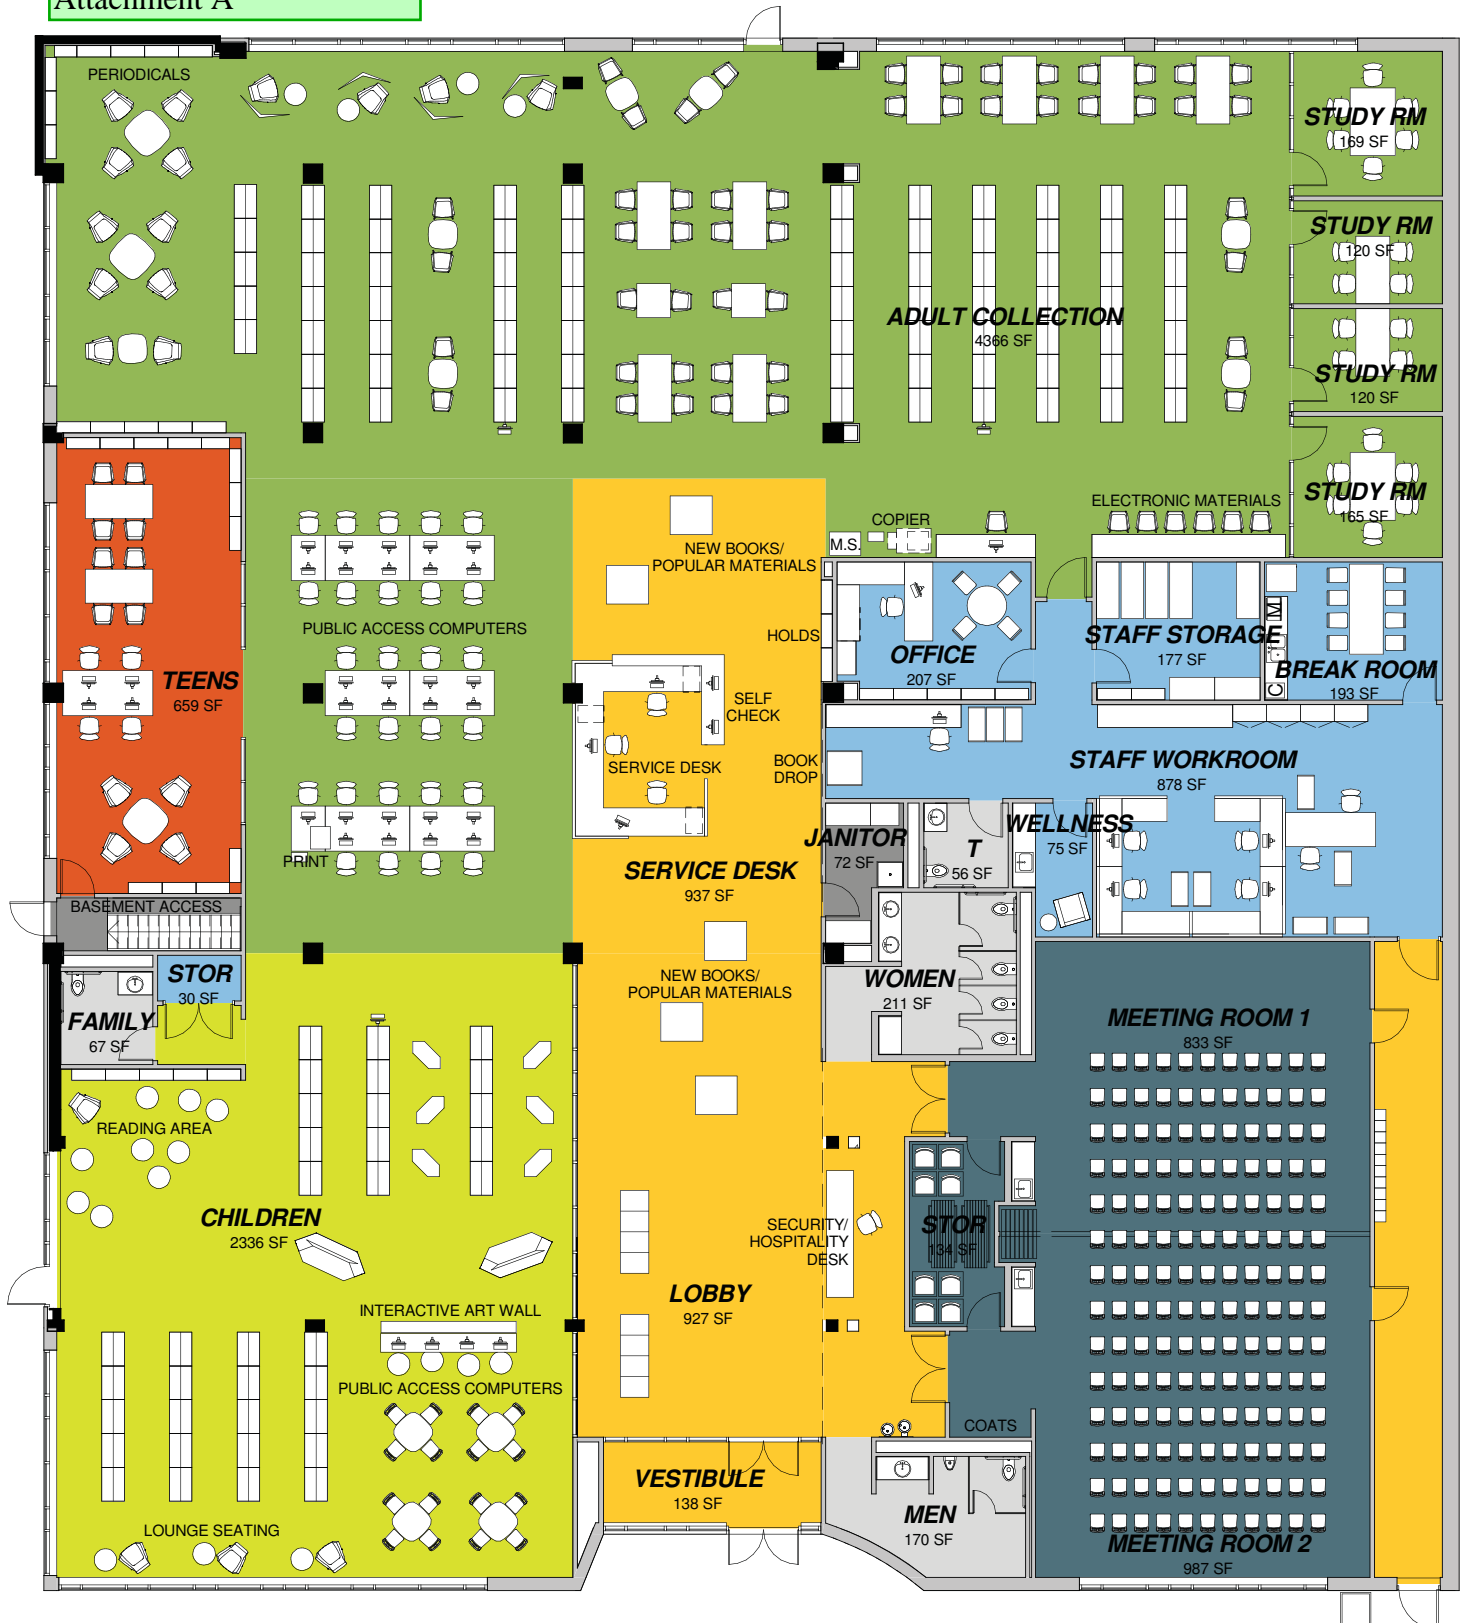 Attachment A
PERIODICALS
STUDY RM
169 SF
STUDY RM
120 SF
ADULT COLLECTION
4366 SF
STUDY RM
120 SF
STUDY RM
165 SF
ELECTRONIC MATERIALS
COPIER
M.S.
NEW BOOKS/
POPULAR MATERIALS
PUBLIC ACCESS COMPUTERS
HOLDS
OFFICE
207 SF
STAFF STORAGE
177 SF
M
C
BREAK ROOM
193 SF
TEENS
659 SF
SELF
CHECK
SERVICE DESK
BOOK
DROP
STAFF WORKROOM
878 SF
JANITOR
72 SF
T
56 SF
WELLNESS
75 SF
PRINT
SERVICE DESK
937 SF
BASEMENT ACCESS
STOR
30 SF
FAMILY
67 SF
NEW BOOKS/
POPULAR MATERIALS
WOMEN
211 SF
MEETING ROOM 1
833 SF
READING AREA
CHILDREN
2336 SF
SECURITY/
HOSPITALITY
DESK
STOR
134 SF
LOBBY
927 SF
INTERACTIVE ART WALL
PUBLIC ACCESS COMPUTERS
COATS
VESTIBULE
138 SF
MEN
170 SF
LOUNGE SEATING
MEETING ROOM 2
987 SF